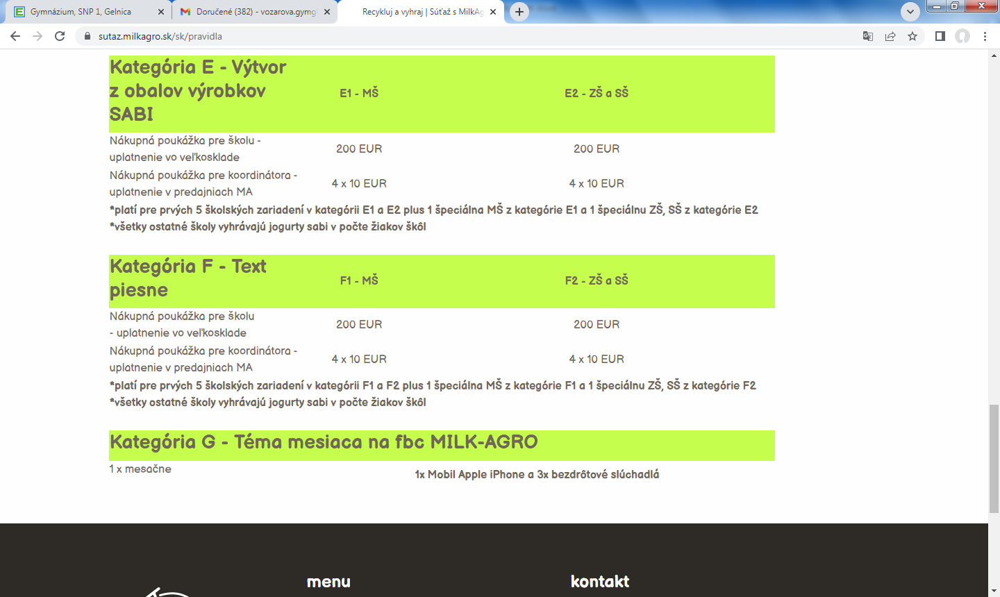 Gymnázium, SNP 1, Gelnica
Doručené (382) - vozarova.gymg
Recykluj a vyhraj | Súťaž s MilkAg
sutaz.milkagro.sk/sk/pravidla
Kategória E - Výtvor
z obalov výrobkov
SABI
E1 - MŠ
E2 - ZŠ a SŠ
Nákupná poukážka pre školu -
uplatnenie vo veľkosklade
200 EUR
200 EUR
Nákupná poukážka pre koordinátora -
uplatnenie v predajniach MA
4 x 10 EUR
4 x 10 EUR
*platí pre prvých 5 školských zariadení v kategórii E1 a E2 plus 1 špeciálna MŠ z kategórie E1 a 1 špeciálnu ZŠ, SŠ z kategórie E2
*všetky ostatné školy vyhrávajú jogurty sabi v počte žiakov škôl
Kategória F - Text
piesne
F1 - MŠ
F2 - ZŠ a SŠ
Nákupná poukážka pre školu
- uplatnenie vo veľkosklade
200 EUR
200 EUR
Nákupná poukážka pre koordinátora -
uplatnenie v predajniach MA
4 x 10 EUR
4 x 10 EUR
*platí pre prvých 5 školských zariadení v kategórii F1 a F2 plus 1 špeciálna MŠ z kategórie F1 a 1 špeciálnu ZŠ, SŠ z kategórie F2
*všetky ostatné školy vyhrávajú jogurty sabi v počte žiakov škôl
Kategória G - Téma mesiaca na fbc MILK-AGRO
1 x mesačne
1x Mobil Apple iPhone a 3x bezdrôtové slúchadlá
menu
kontakt